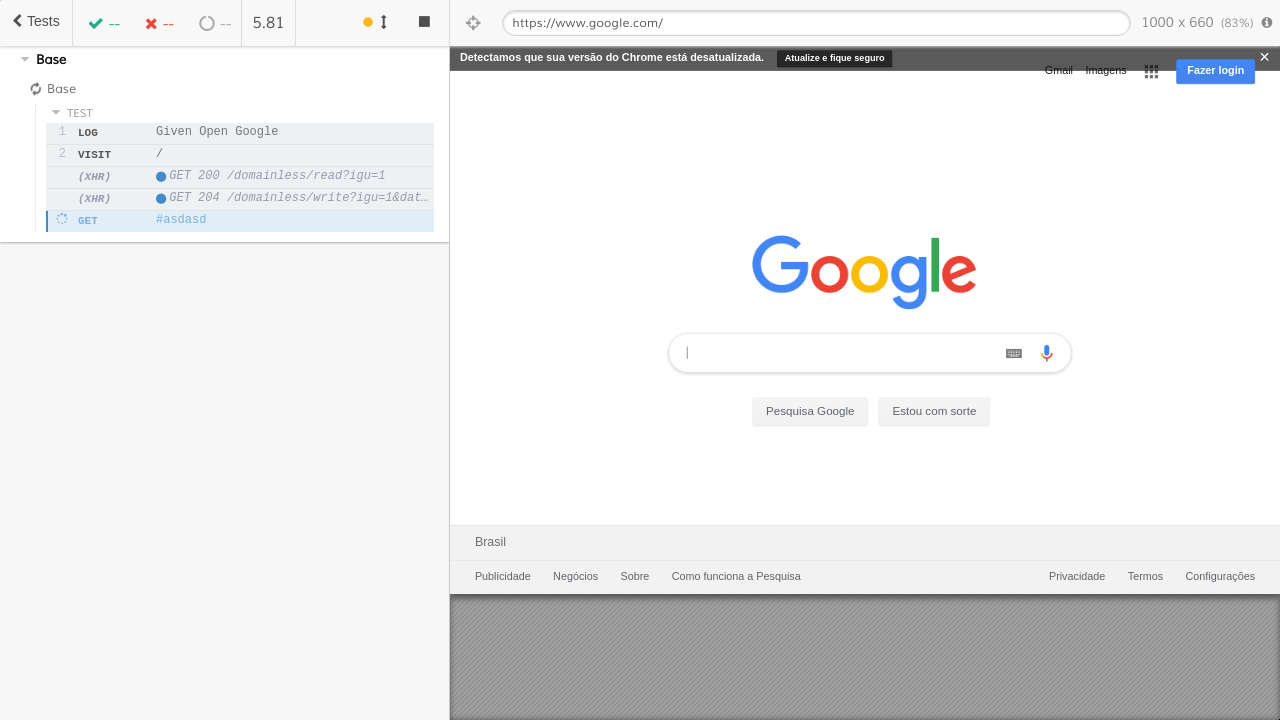 Tests
--
--
--
5.81
https://www.google.com/
1000 x 660 (83%)
Base
Base
TEST
1 LOG Given Open Google
2 VISIT /
(XHR) GET 200 /domainless/read?igu=1
(XHR) GET 204 /domainless/write?igu=1&dat…
GET #asdasd
Detectamos que sua versão do Chrome está desatualizada. Atualize e fique seguro
Gmail Imagens Fazer login
Google
Pesquisa Google Estou com sorte
Brasil
Publicidade Negócios Sobre Como funciona a Pesquisa Privacidade Termos Configurações